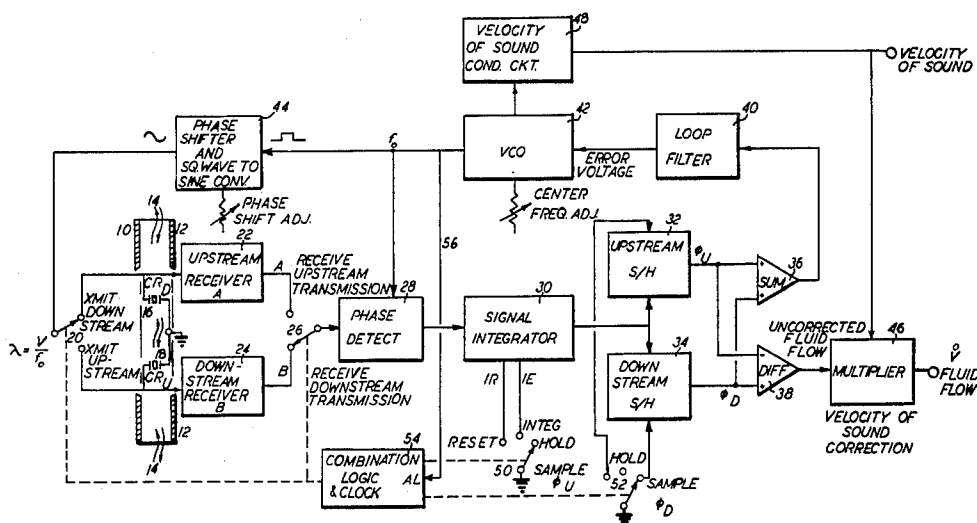 VELOCITY
OF SOUND
COND. CKT.
48
VELOCITY
OF SOUND
44
PHASE
SHIFTER
AND
SQ. WAVE TO
SINE CONV.
fo
42
VCO
40
LOOP
FILTER
ERROR
VOLTAGE
PHASE
SHIFT ADJ.
CENTER
FREQ. ADJ.
14
10
12
22
UPSTREAM
RECEIVER
A
A
RECEIVE
UPSTREAM
TRANSMISSION
56
32
UPSTREAM
S/H
ΦU
36
SUM
+
+
CRD
16
XMIT DOWN
STREAM
20
λ = V/fo
XMIT UP-
STREAM
18
CRU
26
28
PHASE
DETECT
30
SIGNAL
INTEGRATOR
24
DOWN-
STREAM
RECEIVER
B
B
RECEIVE
DOWNSTREAM
TRANSMISSION
34
DOWN
STREAM
S/H
ΦD
UNCORRECTED
FLUID
FLOW
DIFF
38
46
MULTIPLIER
V
FLUID
FLOW
VELOCITY OF
SOUND
CORRECTION
12
14
IR
IE
RESET
INTEG
HOLD
50
54
COMBINATION
LOGIC
& CLOCK
AL
SAMPLE
ΦU
HOLD
52
SAMPLE
ΦD